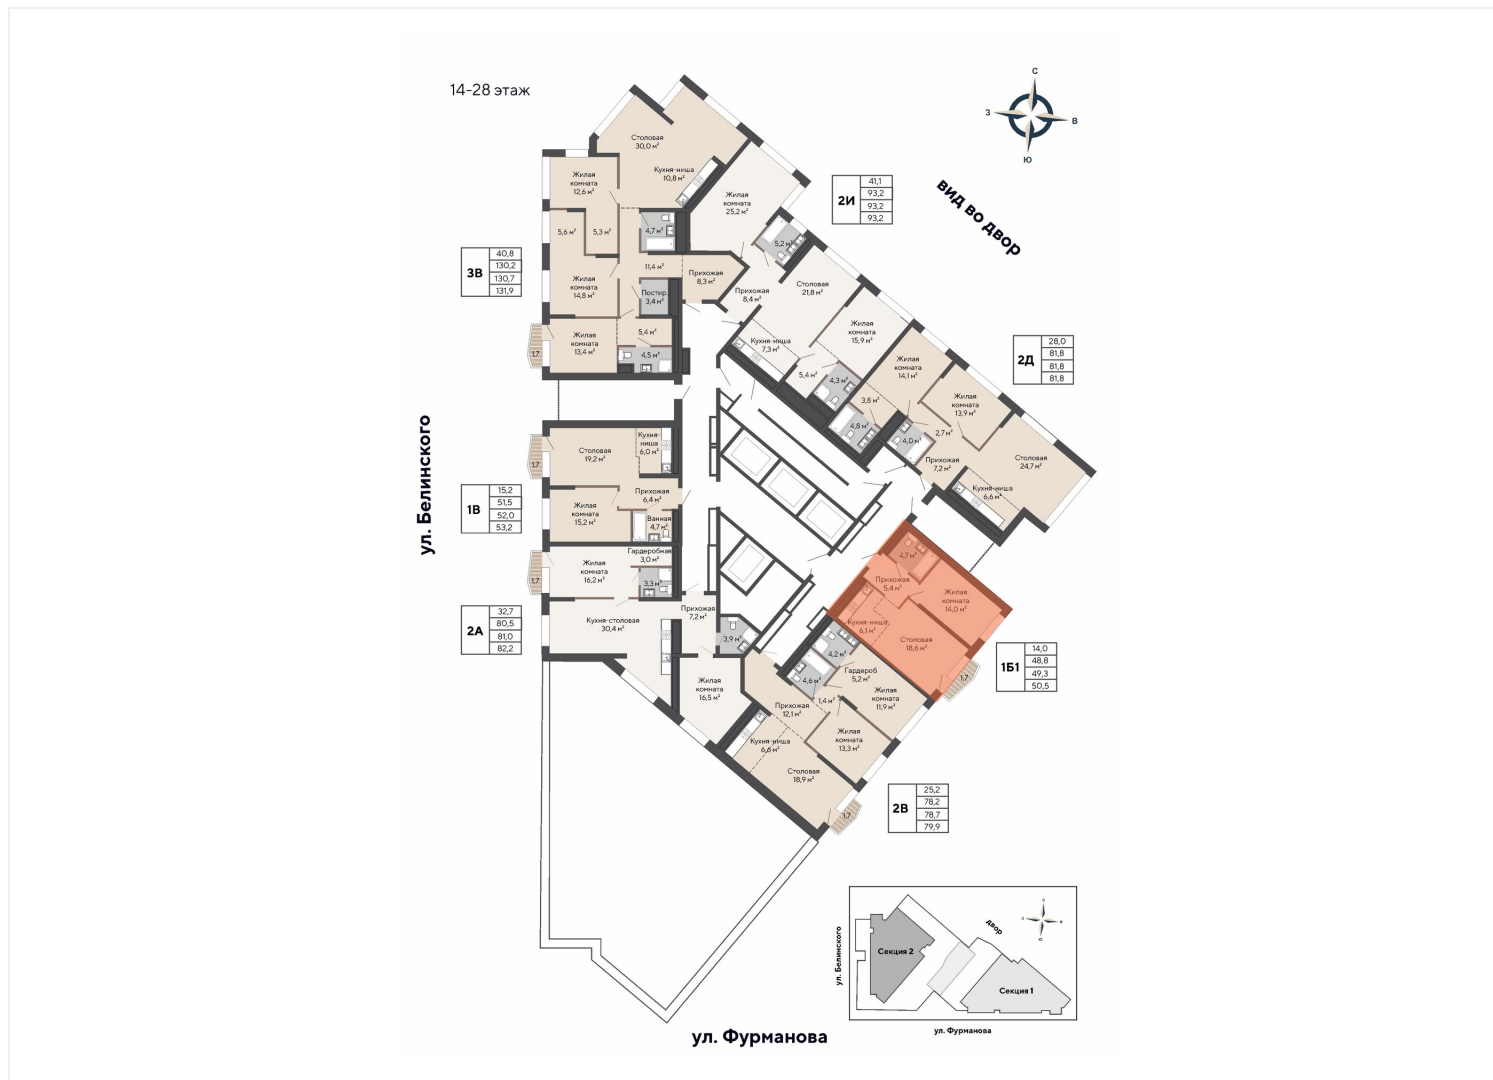 14-28 этаж
С
З
В
Ю
вид во двор
Столовая
30,0 м²
Кухня-ниша
10,8 м²
Жилая
комната
12,6 м²
Жилая
комната
25,2 м²
2И
41,1
93,2
93,2
93,2
5,6 м²
5,3 м²
4,7 м²
5,2 м²
3В
40,8
130,2
130,7
131,9
11,4 м²
Прихожая
8,3 м²
Жилая
комната
14,8 м²
Постир.
3,4 м²
Прихожая
8,4 м²
Столовая
21,8 м²
Жилая
комната
15,9 м²
Кухня-ниша
7,3 м²
5,4 м²
Жилая
комната
13,4 м²
4,5 м²
1,7
5,4 м²
4,3 м²
Жилая
комната
14,1 м²
3,8 м²
4,8 м²
2Д
28,0
81,8
81,8
81,8
Жилая
комната
13,9 м²
2,7 м²
4,0 м²
Прихожая
7,2 м²
Столовая
24,7 м²
Кухня-ниша
6,6 м²
ул. Белинского
Столовая
19,2 м²
Кухня-
ниша
6,0 м²
1,7
Прихожая
6,4 м²
1В
15,2
51,5
52,0
53,2
Жилая
комната
15,2 м²
Ванная
4,7 м²
Гардеробная
3,0 м²
Жилая
комната
16,2 м²
3,3 м²
1,7
2А
32,7
80,5
81,0
82,2
Кухня-столовая
30,4 м²
Прихожая
7,2 м²
3,9 м²
Жилая
комната
16,5 м²
4,7 м²
Прихожая
5,4 м²
Жилая
комната
14,0 м²
Кухня-ниша
6,1 м²
Столовая
18,6 м²
1,7
1Б1
14,0
48,8
49,3
50,5
4,2 м²
Гардероб
5,2 м²
4,6 м²
1,4 м²
Жилая
комната
11,9 м²
Прихожая
12,1 м²
Жилая
комната
13,3 м²
Кухня-ниша
6,6 м²
Столовая
18,9 м²
1,7
2В
25,2
78,2
78,7
79,9
ул. Белинского
двор
Секция 2
Секция 1
ул. Фурманова
ул. Фурманова